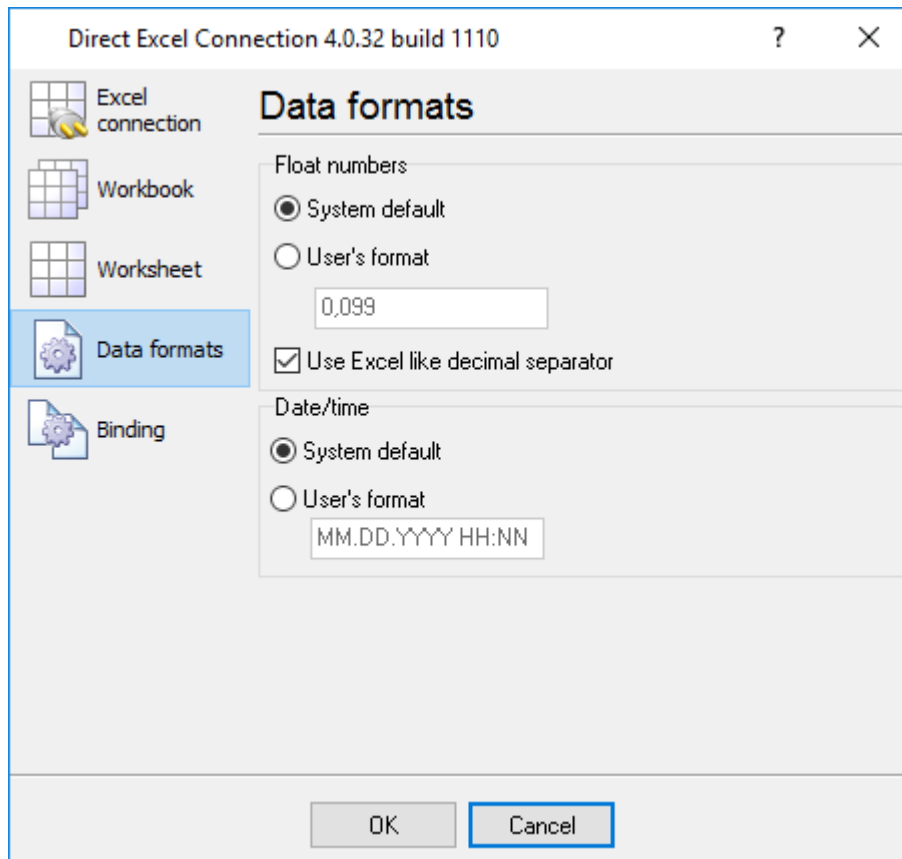 Direct Excel Connection 4.0.32 build 1110
?
Excel
connection
Workbook
Worksheet
Data formats
Binding
Data formats
Float numbers
System default
User's format
0,099
Use Excel like decimal separator
Date/time
System default
User's format
MM.DD.YYYY HH:NN
OK
Cancel